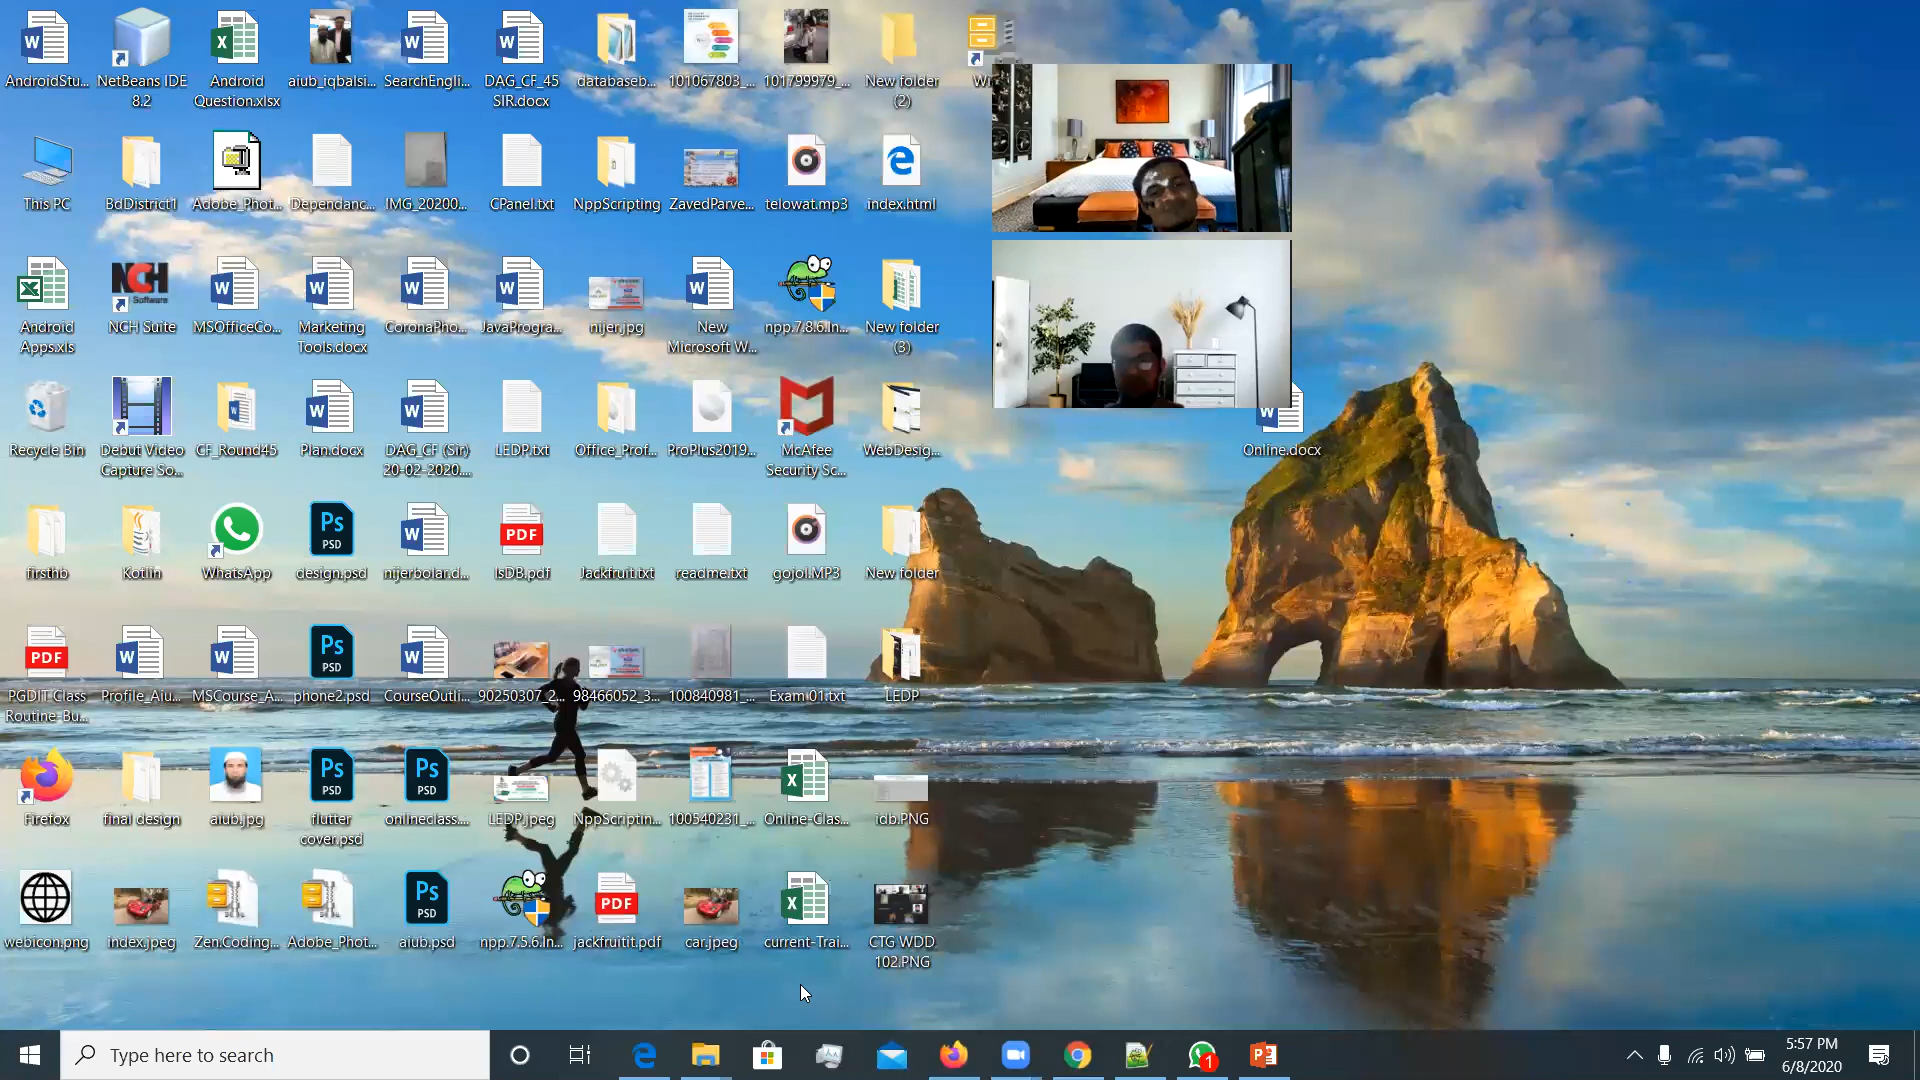 AndroidStu...
NetBeans IDE
8.2
Android
Question.xlsx
aiub_iqbalsi...
SearchEngli...
DAG_CF_45
SIR.docx
databaseb...
101067803_...
101799979_...
New folder
(2)
This PC
BdDistrict1
Adobe_Phot...
Dependanc...
IMG_20200...
CPanel.txt
NppScripting
ZavedParve...
telowat.mp3
index.html
Android
Apps.xls
NCH Suite
MSOfficeCo...
Marketing
Tools.docx
CoronaPho...
JavaProgra...
nijer.jpg
New
Microsoft W...
npp.7.8.6.In...
New folder
(3)
Recycle Bin
Debut Video
Capture So...
CF_Round45
Plan.docx
DAG_CF (Sir)
20-02-2020....
LEDP.txt
Office_Prof...
ProPlus2019...
McAfee
Security Sc...
WebDesig...
Online.docx
firsthb
Kotlin
WhatsApp
design.psd
nijerbolar.d...
IsDB.pdf
Jackfruit.txt
readme.txt
gojol.MP3
New folder
PGDIT Class
Routine-Bu...
Profile_Aiu...
MSCourse_A...
phone2.psd
CourseOutli...
90250307_2...
98466052_3...
100840981_...
Exam 01.txt
LEDP
Firefox
final design
aiub.jpg
flutter
cover.psd
onlineclass....
LEDP.jpeg
NppScriptin...
100540231_...
Online-Clas...
idb.PNG
webicon.png
index.jpeg
Zen.Coding...
Adobe_Phot...
aiub.psd
npp.7.5.6.In...
jackfruitit.pdf
car.jpeg
current-Trai...
CTG WDD
102.PNG
Type here to search
1
5:57 PM
6/8/2020